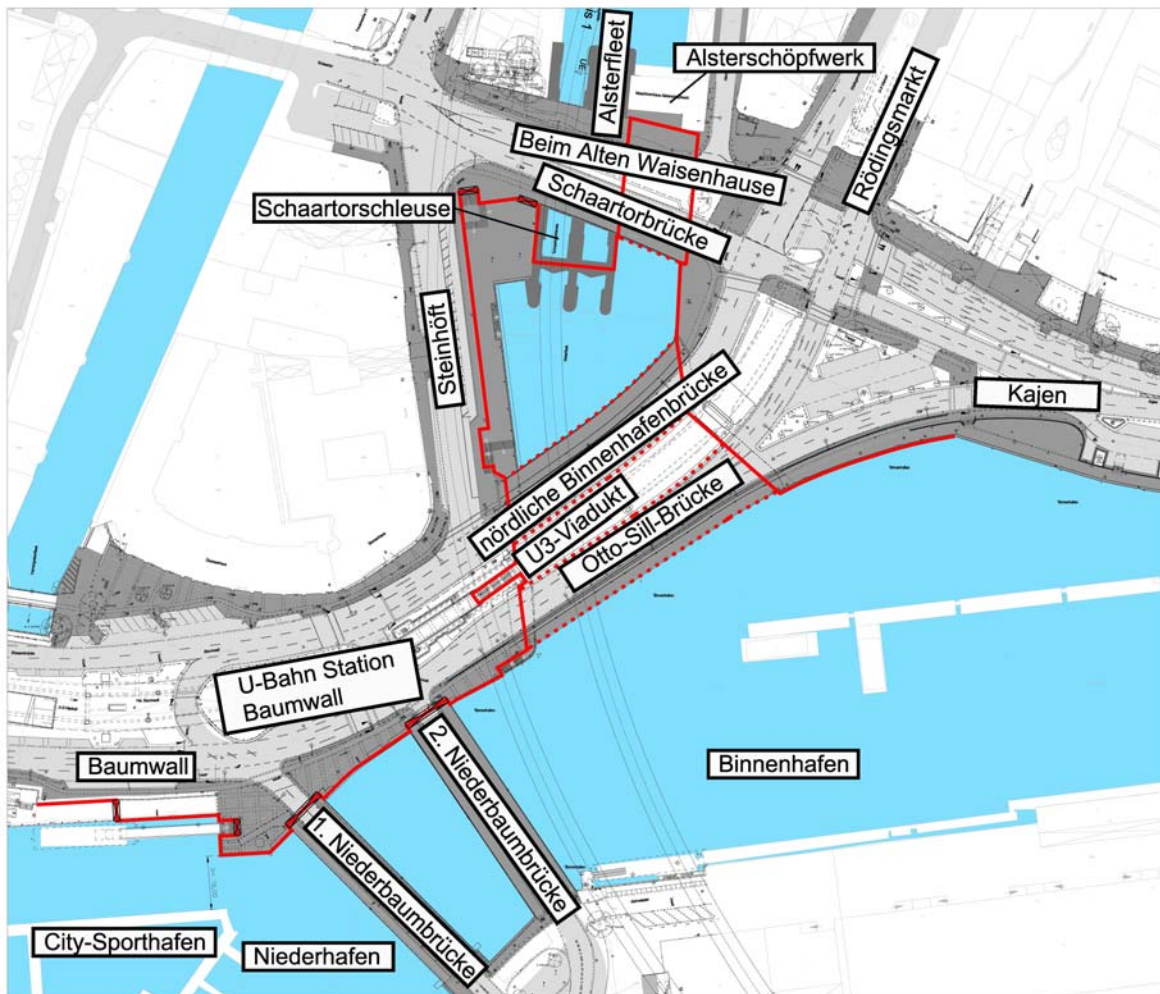 Alsterfleet
Alsterschöpfwerk
Rödingsmarkt
Beim Alten Waisenhause
Schaartorbrücke
Schaartorschleuse
Steinhöft
Kajen
nördliche Binnenhafenbrücke
U3-Viadukt
Otto-Sill-Brücke
U-Bahn Station
Baumwall
Baumwall
2. Niederbaumbrücke
Binnenhafen
1. Niederbaumbrücke
City-Sporthafen
Niederhafen